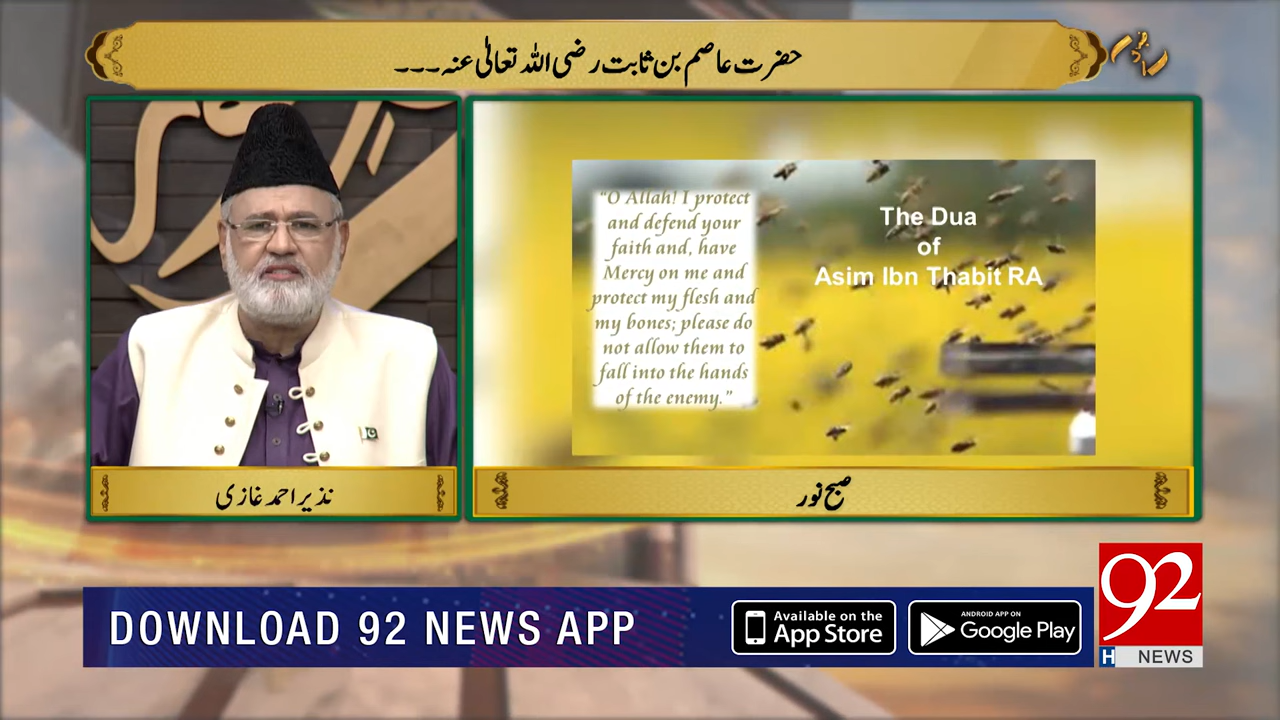 حضرت عاصم بن ثابت رضی اللہ تعالیٰ عنہ۔۔۔
"O Allah! I protect
and defend your
faith and, have
Mercy on me and
protect my flesh and
my bones; please do
not allow them to
fall into the hands
of the enemy."
The Dua
of
Asim Ibn Thabit RA
نذیر احمد غازی
صبح نور
DOWNLOAD 92 NEWS APP
Available on the
App Store
ANDROID APP ON
Google Play
92
H NEWS